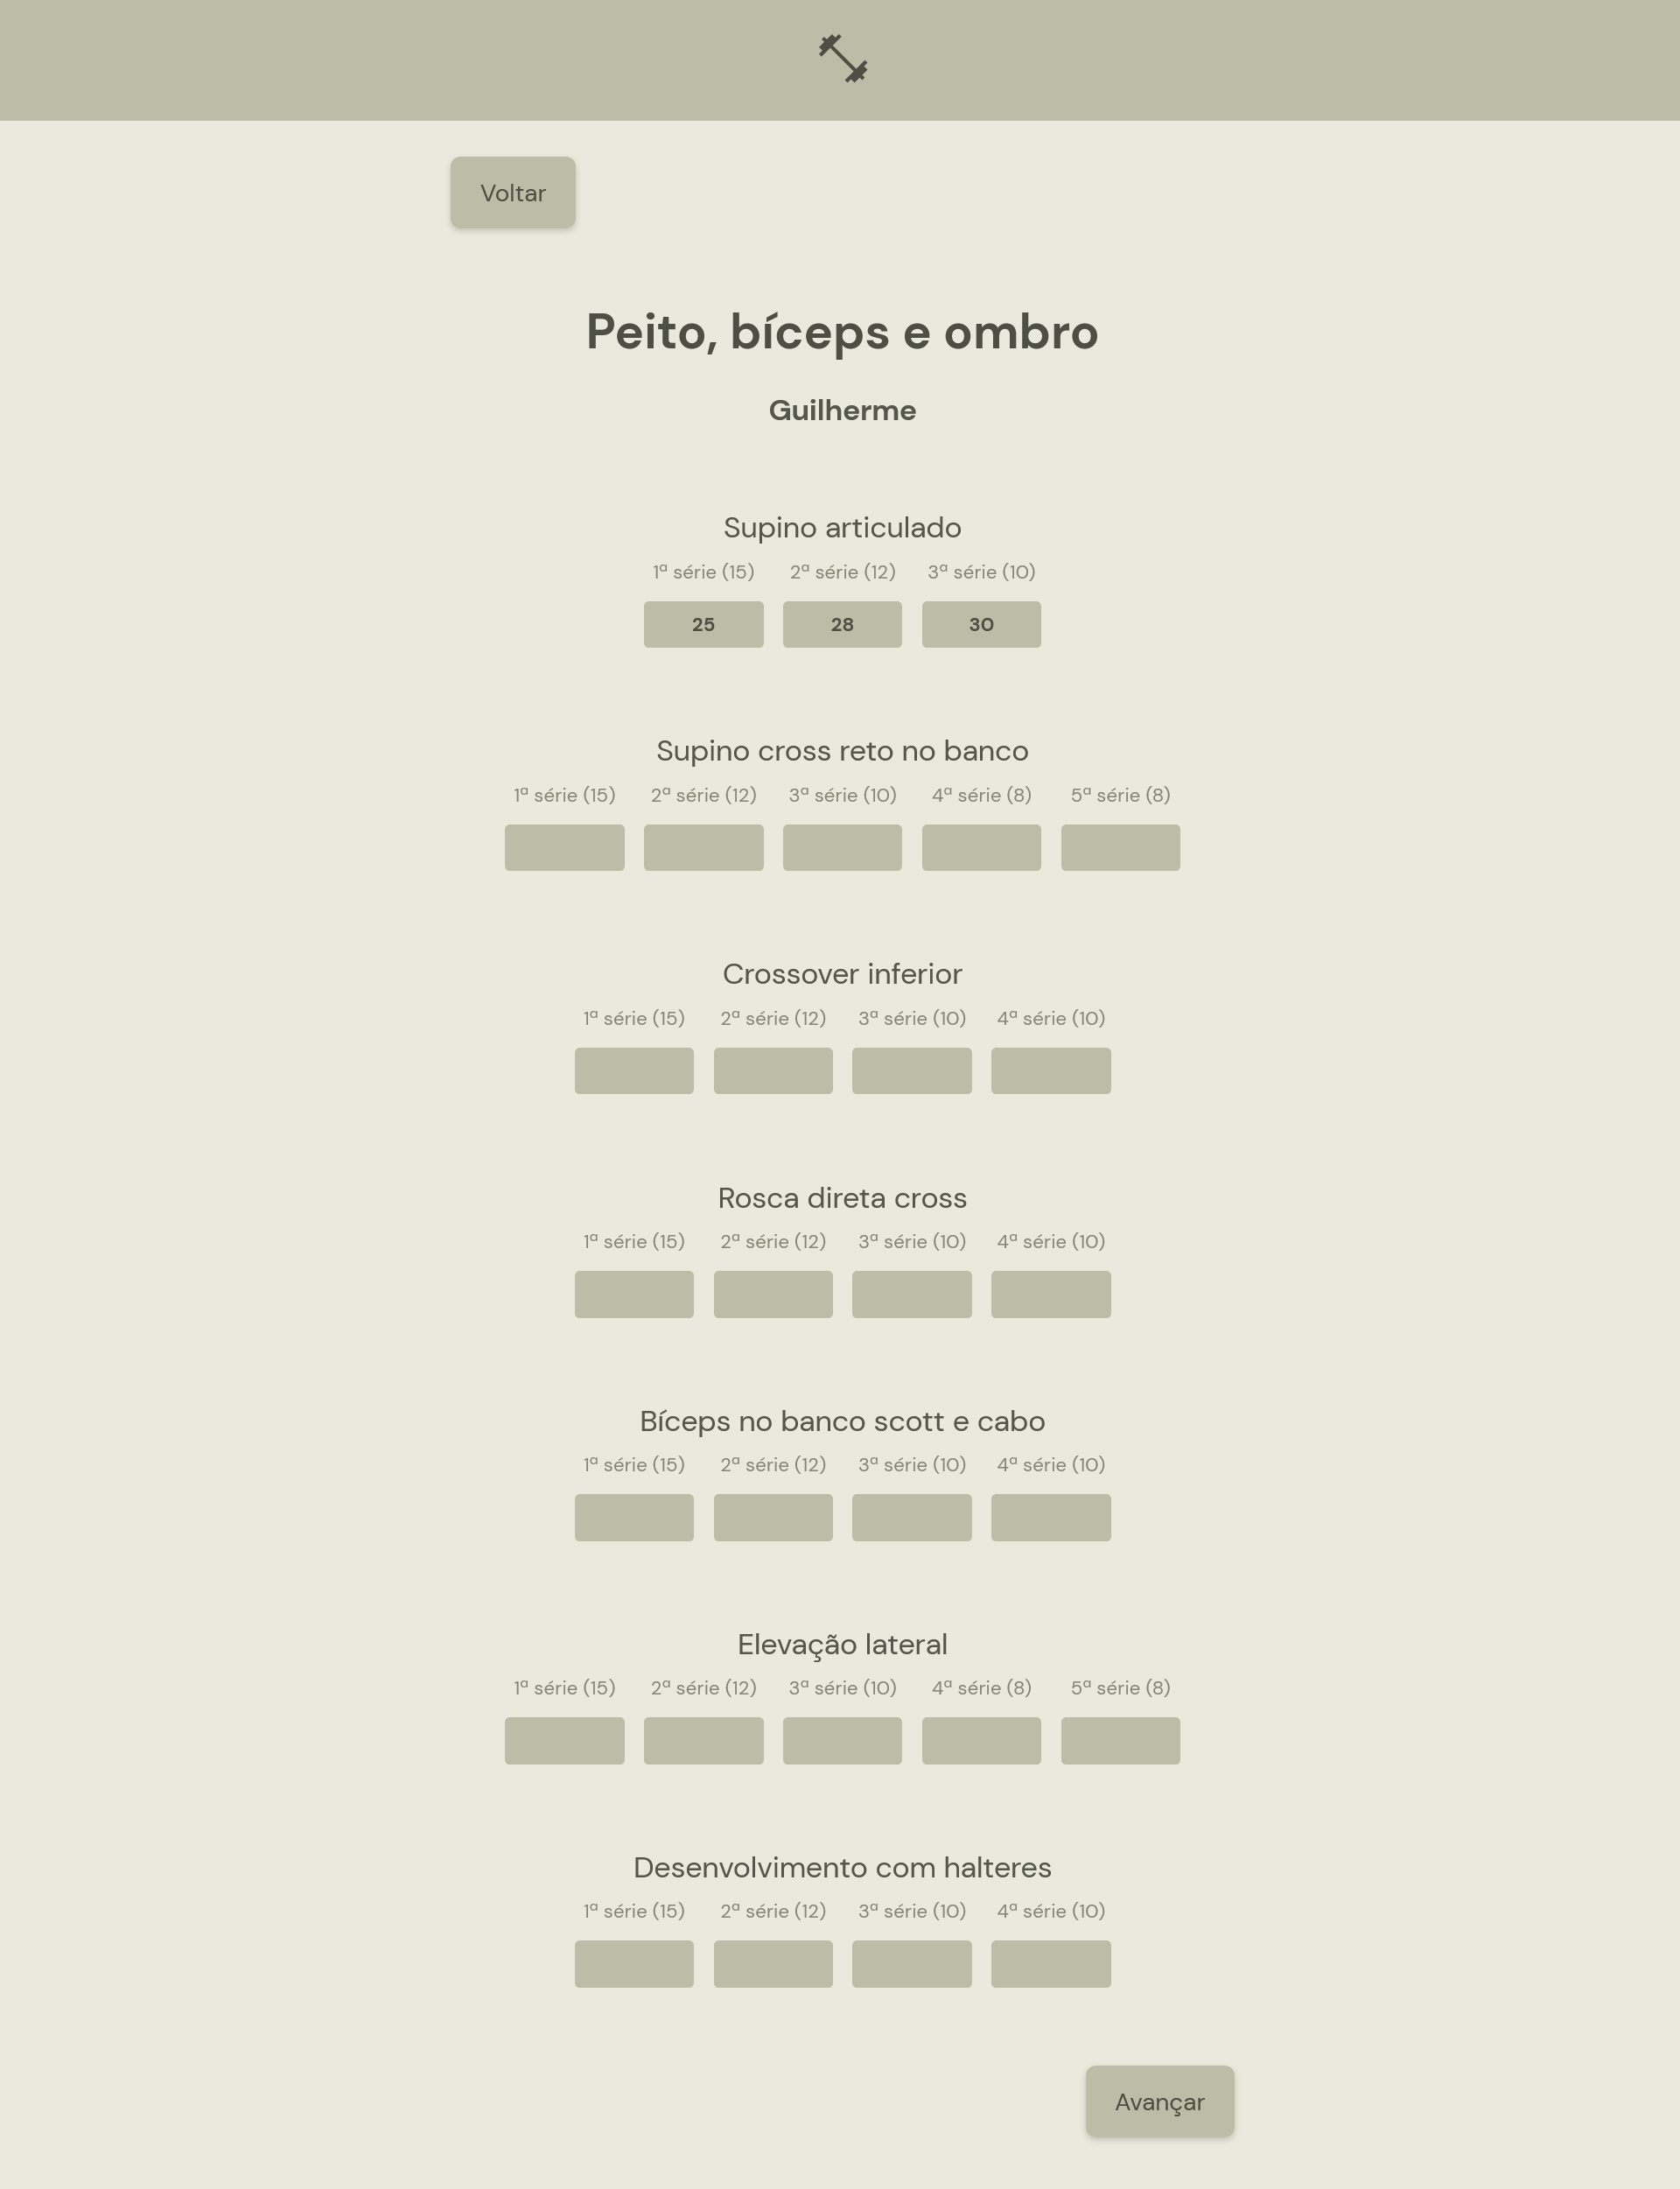 Voltar
Peito, bíceps e ombro
Guilherme
Supino articulado
1ª série (15) 2ª série (12) 3ª série (10)
25 28 30
Supino cross reto no banco
1ª série (15) 2ª série (12) 3ª série (10) 4ª série (8) 5ª série (8)
Crossover inferior
1ª série (15) 2ª série (12) 3ª série (10) 4ª série (10)
Rosca direta cross
1ª série (15) 2ª série (12) 3ª série (10) 4ª série (10)
Bíceps no banco scott e cabo
1ª série (15) 2ª série (12) 3ª série (10) 4ª série (10)
Elevação lateral
1ª série (15) 2ª série (12) 3ª série (10) 4ª série (8) 5ª série (8)
Desenvolvimento com halteres
1ª série (15) 2ª série (12) 3ª série (10) 4ª série (10)
Avançar